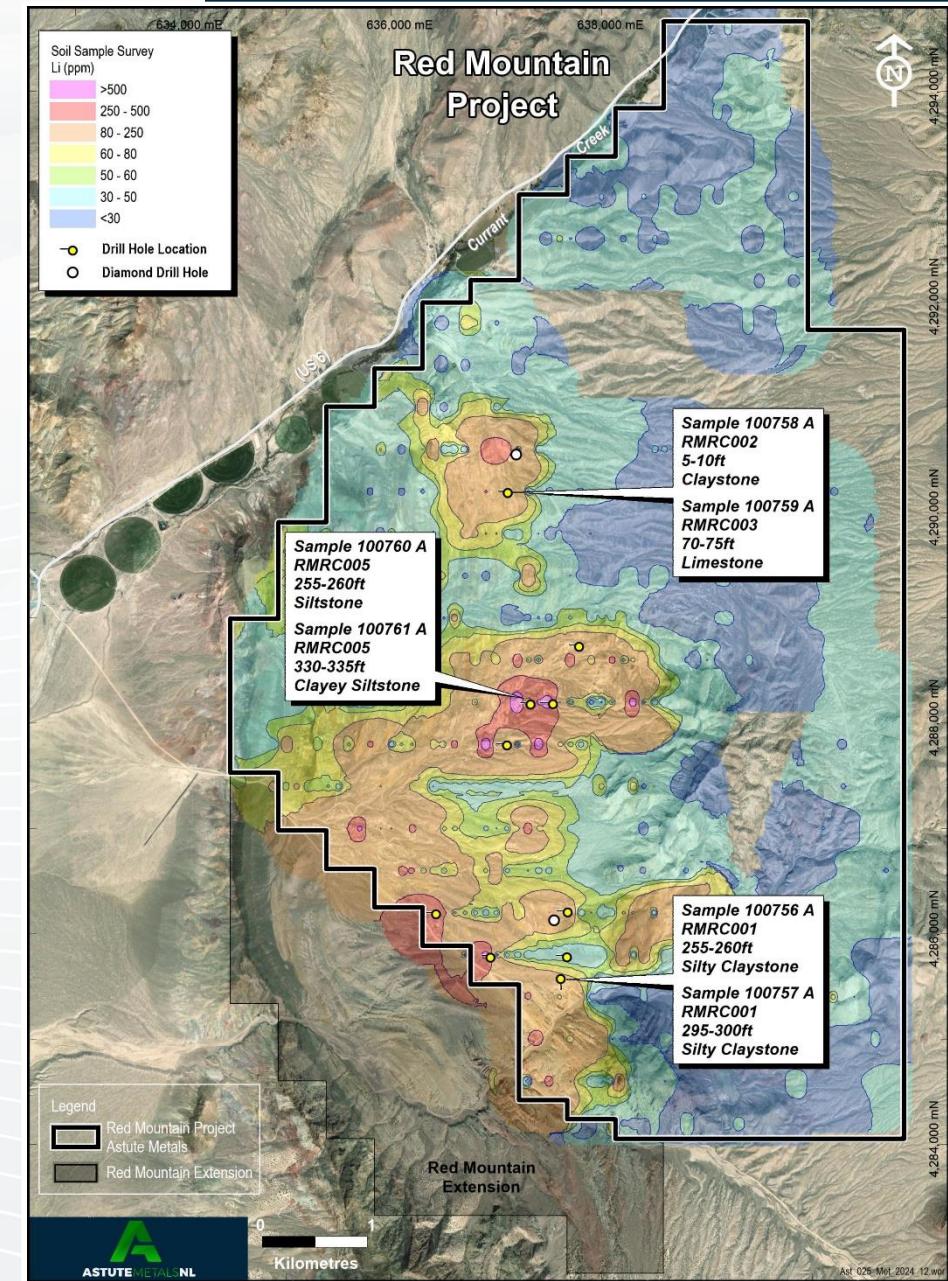 634,000 mE
636,000 mE
638,000 mE
Soil Sample Survey
Li (ppm)
>500
250 - 500
80 - 250
60 - 80
50 - 60
30 - 50
<30
Drill Hole Location
Diamond Drill Hole
Red Mountain
Project
N
4,294,000 mN
Creek
Currant
(US6)
4,292,000 mN
Sample 100758 A
RMRC002
5-10ft
Claystone
Sample 100759 A
RMRC003
70-75ft
Limestone
4,290,000 mN
Sample 100760 A
RMRC005
255-260ft
Siltstone
Sample 100761 A
RMRC005
330-335ft
Clayey Siltstone
4,288,000 mN
Sample 100756 A
RMRC001
255-260ft
Silty Claystone
Sample 100757 A
RMRC001
295-300ft
Silty Claystone
4,286,000 mN
4,284,000 mN
Legend
Red Mountain Project
Astute Metals
Red Mountain Extension
Red Mountain
Extension
ASTUTEMETALSNL
0 1
Kilometres
Ast_025_Met_2024_12.wor